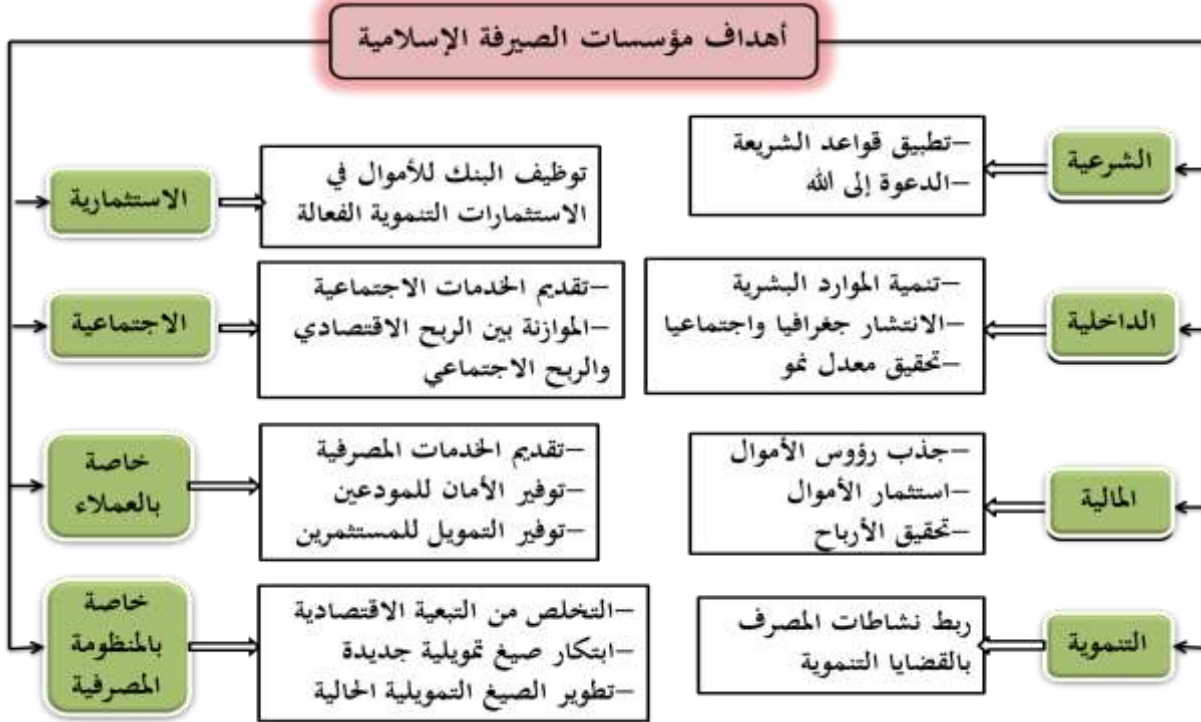 أهداف مؤسسات الصيرفة الإسلامية
الشرعية
–تطبيق قواعد الشريعة
–الدعوة إلى الله
الداخلية
–تنمية الموارد البشرية
–الانتشار جغرافيا واجتماعيا
–تحقيق معدل نمو
المالية
–جذب رؤوس الأموال
–استثمار الأموال
–تحقيق الأرباح
التنموية
ربط نشاطات المصرف
بالقضايا التنموية
الاستثمارية
توظيف البنك للأموال في
الاستثمارات التنموية الفعالة
الاجتماعية
–تقديم الخدمات الاجتماعية
–الموازنة بين الربح الاقتصادي
والربح الاجتماعي
خاصة
بالعملاء
–تقديم الخدمات المصرفية
–توفير الأمان للمودعين
–توفير التمويل للمستثمرين
خاصة
بالمنظومة
المصرفية
–التخلص من التبعية الاقتصادية
–ابتكار صيغ تمويلية جديدة
–تطوير الصيغ التمويلية الحالية